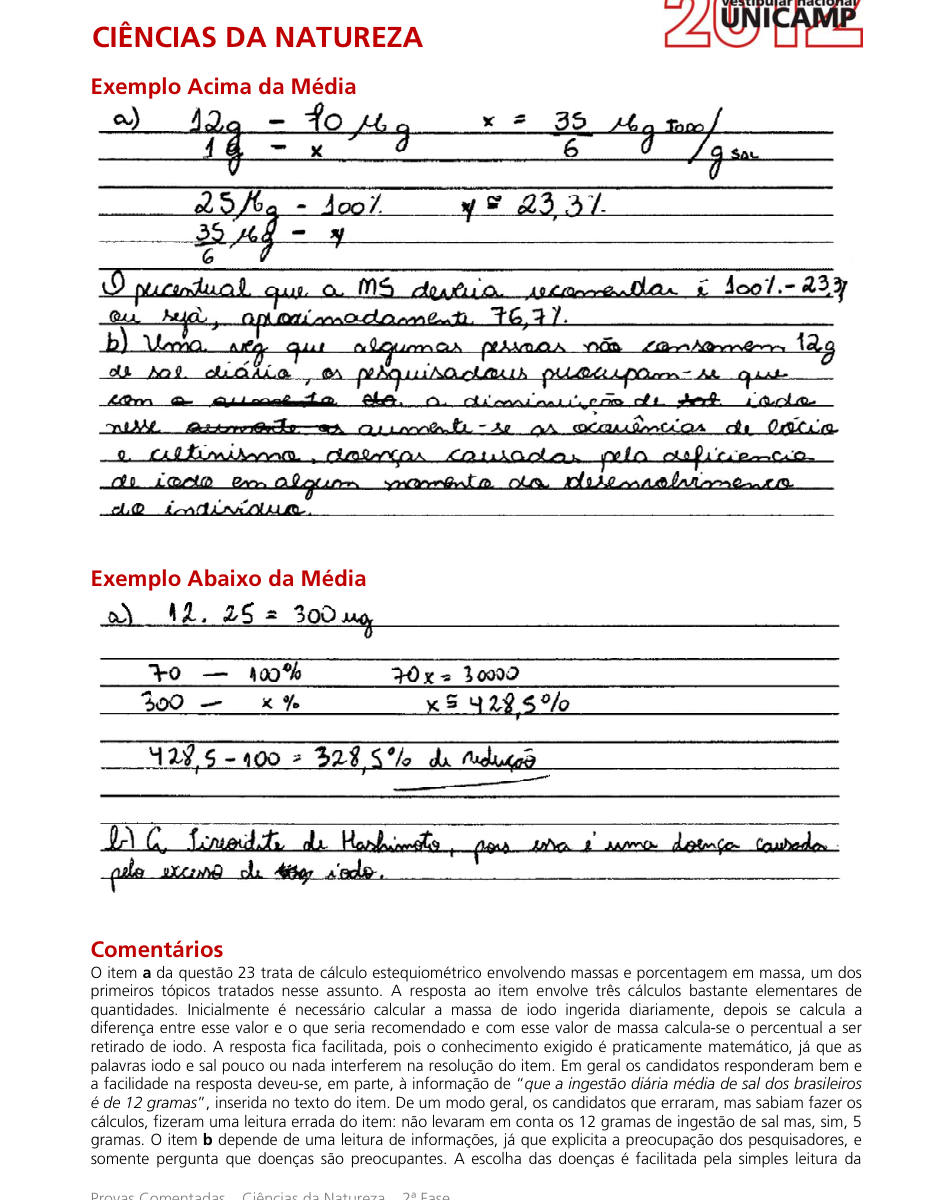 vestibular nacional
CIÊNCIAS DA NATUREZA
2012 UNICAMP
Exemplo Acima da Média
a) 12g - 70 µg x = 35 µg IODO/
1g - x 6 /g SAL
25 µg - 100% y ≅ 23,3%
35 µg - y
6
O percentual que a MS deveria recomendar é 100% - 23,3%
ou seja, aproximadamente 76,7%.
b) Uma vez que algumas pessoas não consomem 12g
de sal diário, os pesquisadores preocupam-se que
com a diminuição de iodo
nesse aumente-se as ocorrências de bócio
e cretinismo, doenças causadas pela deficiencia
de iodo em algum momento do desenvolvimento
do indivíduo.
Exemplo Abaixo da Média
a) 12. 25 = 300 ug
70 — 100% 70x = 30000
300 — x % x ≅ 428,5%
428,5 - 100 = 328,5% de redução
b) A Tireoidite de Hashimoto, pois essa é uma doença causada
pelo excesso de iodo.
Comentários
O item a da questão 23 trata de cálculo estequiométrico envolvendo massas e porcentagem em massa, um dos
primeiros tópicos tratados nesse assunto. A resposta ao item envolve três cálculos bastante elementares de
quantidades. Inicialmente é necessário calcular a massa de iodo ingerida diariamente, depois se calcula a
diferença entre esse valor e o que seria recomendado e com esse valor de massa calcula-se o percentual a ser
retirado de iodo. A resposta fica facilitada, pois o conhecimento exigido é praticamente matemático, já que as
palavras iodo e sal pouco ou nada interferem na resolução do item. Em geral os candidatos responderam bem e
a facilidade na resposta deveu-se, em parte, à informação de “que a ingestão diária média de sal dos brasileiros
é de 12 gramas”, inserida no texto do item. De um modo geral, os candidatos que erraram, mas sabiam fazer os
cálculos, fizeram uma leitura errada do item: não levaram em conta os 12 gramas de ingestão de sal mas, sim, 5
gramas. O item b depende de uma leitura de informações, já que explicita a preocupação dos pesquisadores, e
somente pergunta que doenças são preocupantes. A escolha das doenças é facilitada pela simples leitura da
Provas Comentadas Ciências da Natureza 2ª Fase